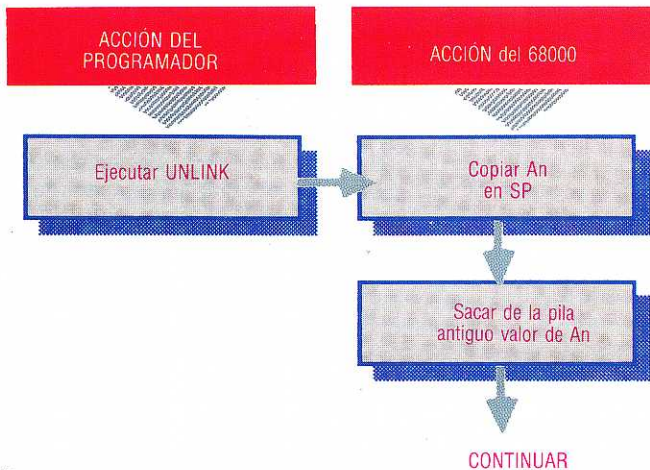 ACCIÓN DEL
PROGRAMADOR
ACCIÓN del 68000
Ejecutar UNLINK
Copiar An
en SP
Sacar de la pila
antiguo valor de An
CONTINUAR